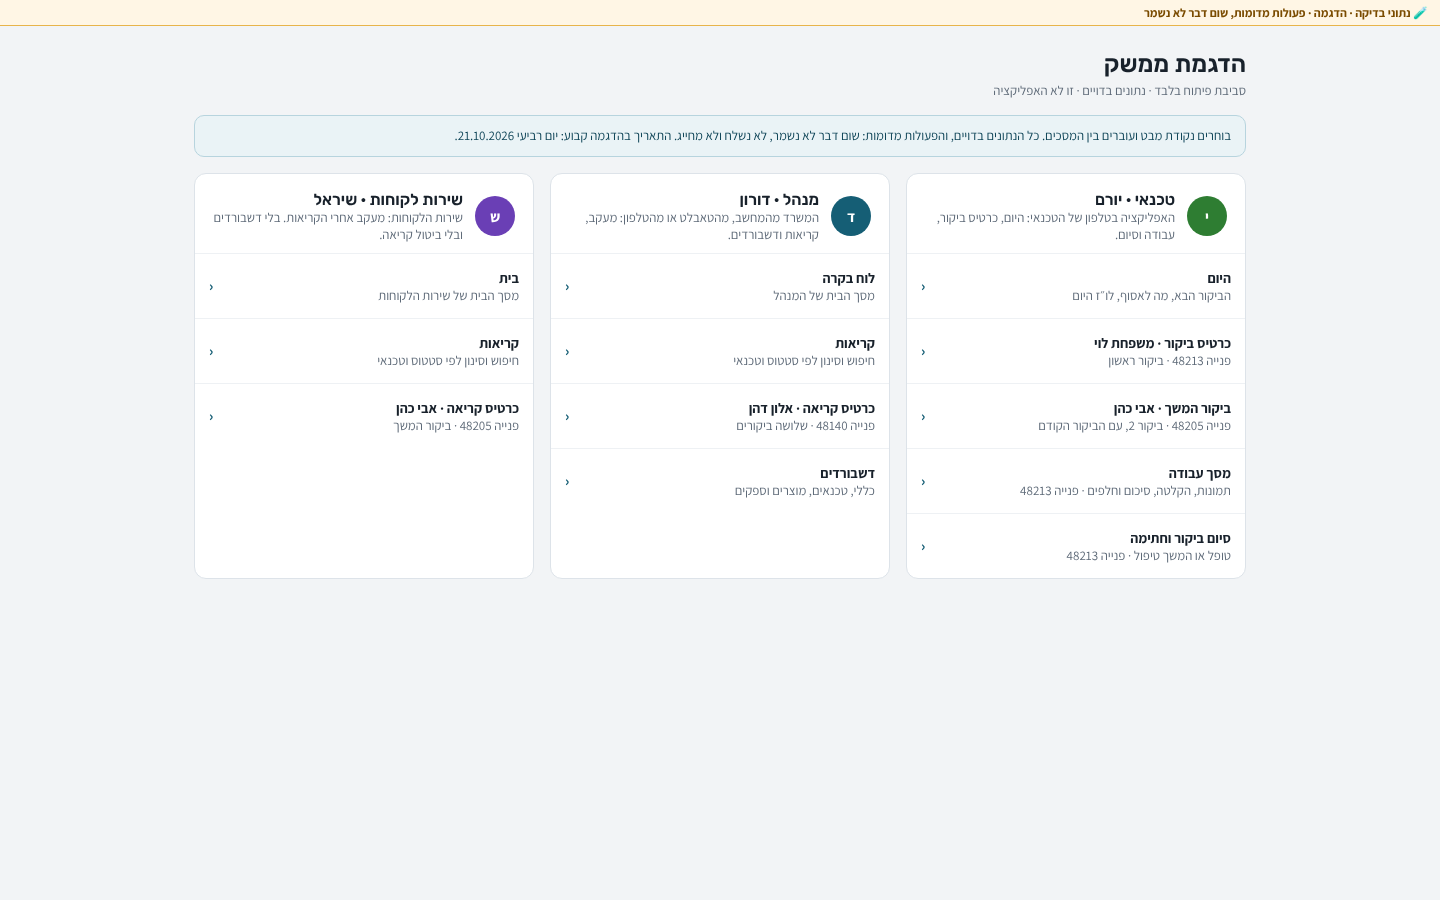 🧪 נתוני בדיקה · הדגמה · פעולות מדומות, שום דבר לא נשמר
הדגמת ממשק
סביבת פיתוח בלבד · נתונים בדויים · זו לא האפליקציה
בוחרים נקודת מבט ועוברים בין המסכים. כל הנתונים בדויים, והפעולות מדומות: שום דבר לא נשמר, לא נשלח ולא מחייג. התאריך בהדגמה קבוע: יום רביעי 21.10.2026.
י
טכנאי • יורם
האפליקציה בטלפון של הטכנאי: היום, כרטיס ביקור,
עבודה וסיום.
היום
הביקור הבא, מה לאסוף, לו״ז היום
כרטיס ביקור · משפחת לוי
פנייה 48213 · ביקור ראשון
ביקור המשך · אבי כהן
פנייה 48205 · ביקור 2, עם הביקור הקודם
מסך עבודה
תמונות, הקלטה, סיכום וחלפים · פנייה 48213
סיום ביקור וחתימה
טופל או המשך טיפול · פנייה 48213
ד
מנהל • דורון
המשרד מהמחשב, מהטאבלט או מהטלפון: מעקב,
קריאות ודשבורדים.
לוח בקרה
מסך הבית של המנהל
קריאות
חיפוש וסינון לפי סטטוס וטכנאי
כרטיס קריאה · אלון דהן
פנייה 48140 · שלושה ביקורים
דשבורדים
כללי, טכנאים, מוצרים וספקים
ש
שירות לקוחות • שיראל
שירות הלקוחות: מעקב אחרי הקריאות. בלי דשבורדים
ובלי ביטול קריאה.
בית
מסך הבית של שירות הלקוחות
קריאות
חיפוש וסינון לפי סטטוס וטכנאי
כרטיס קריאה · אבי כהן
פנייה 48205 · ביקור המשך